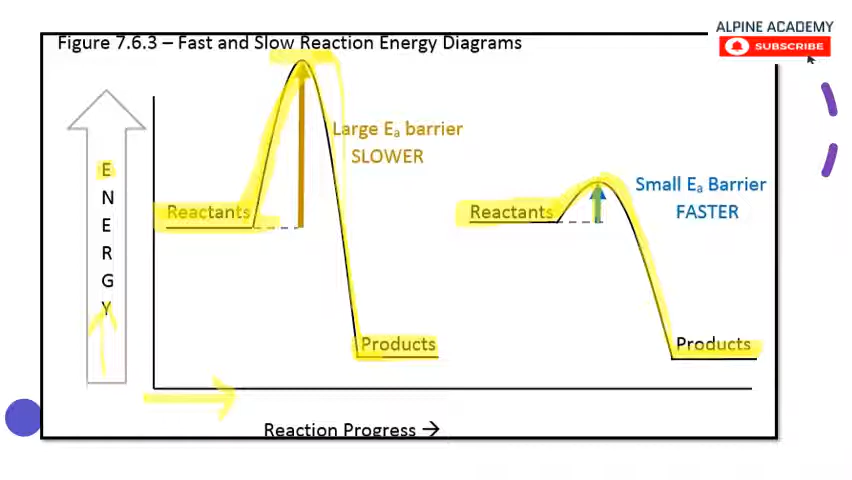 ALPINE ACADEMY
SUBSCRIBE
Figure 7.6.3 – Fast and Slow Reaction Energy Diagrams
Large Eₐ barrier
SLOWER
Small Eₐ Barrier
FASTER
ENERGY
Reactants
Reactants
Products
Products
Reaction Progress →